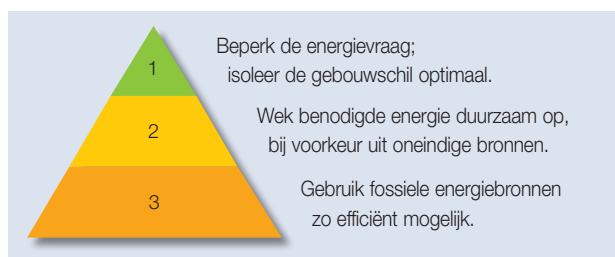 1
Beperk de energievraag;
isoleer de gebouwschil optimaal.
2
Wek benodigde energie duurzaam op,
bij voorkeur uit oneindige bronnen.
3
Gebruik fossiele energiebronnen
zo efficiënt mogelijk.